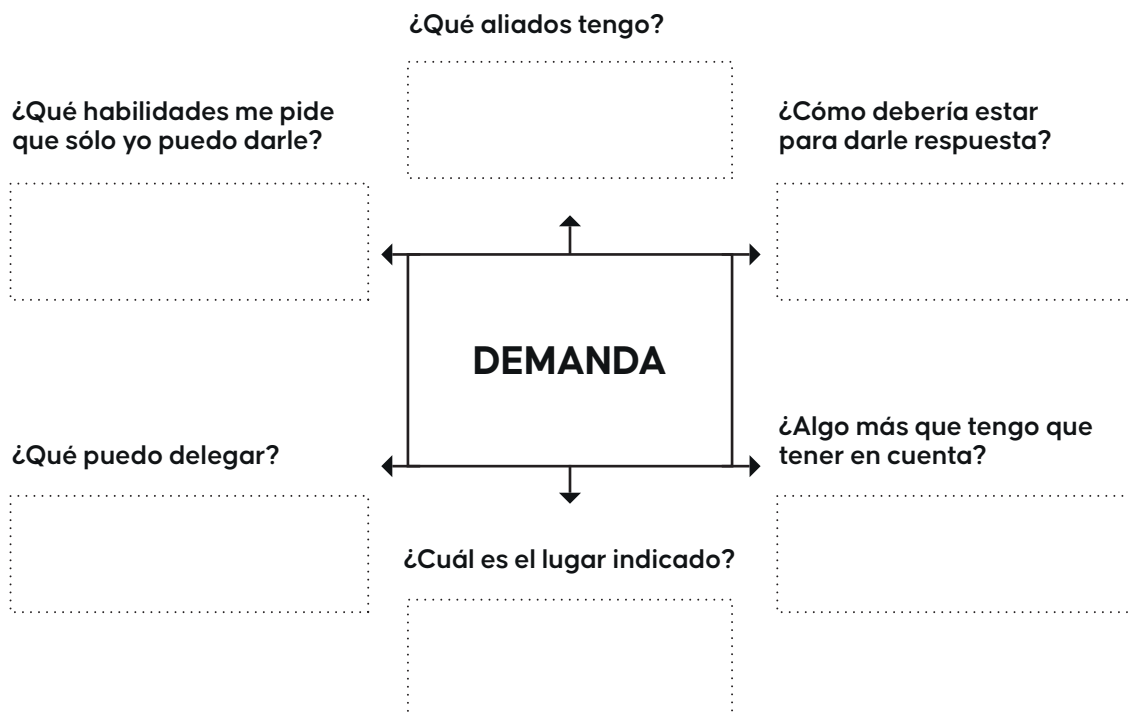 ¿Qué aliados tengo?
¿Qué habilidades me pide
que sólo yo puedo darle?
¿Cómo debería estar
para darle respuesta?
DEMANDA
¿Qué puedo delegar?
¿Algo más que tengo que
tener en cuenta?
¿Cuál es el lugar indicado?